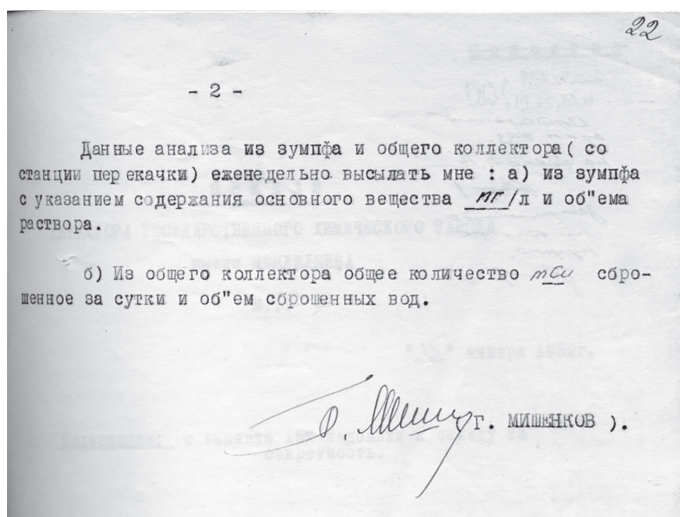 22
- 2 -
Данные анализа из зумпфа и общего коллектора( со
станции перекачки) еженедельно высылать мне : а) из зумпфа
с указанием содержания основного вещества мг/л и об"ема
раствора.
б) Из общего коллектора общее количество mCu сбро-
шенное за сутки и об"ем сброшенных вод.
(г. МИШЕНКОВ ).